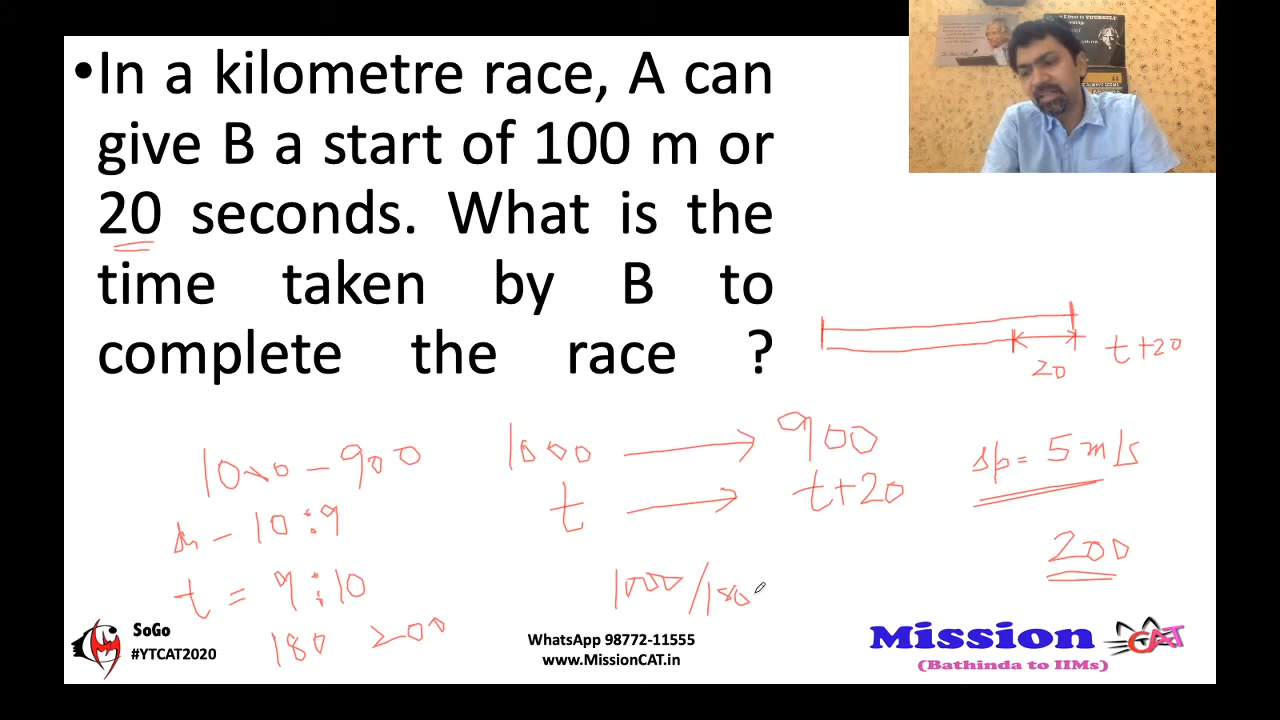 •In a kilometre race, A can
give B a start of 100 m or
20 seconds. What is the
time taken by B to
complete the race ?
20
t+20
1000 - 900
- 10:9
t = 9:10
180 200
1000 → 900
t → t+20
1000/180
sp= 5 m/s
200
SoGo
#YTCAT2020
WhatsApp 98772-11555
www.MissionCAT.in
Mission CAT
(Bathinda to IIMs)